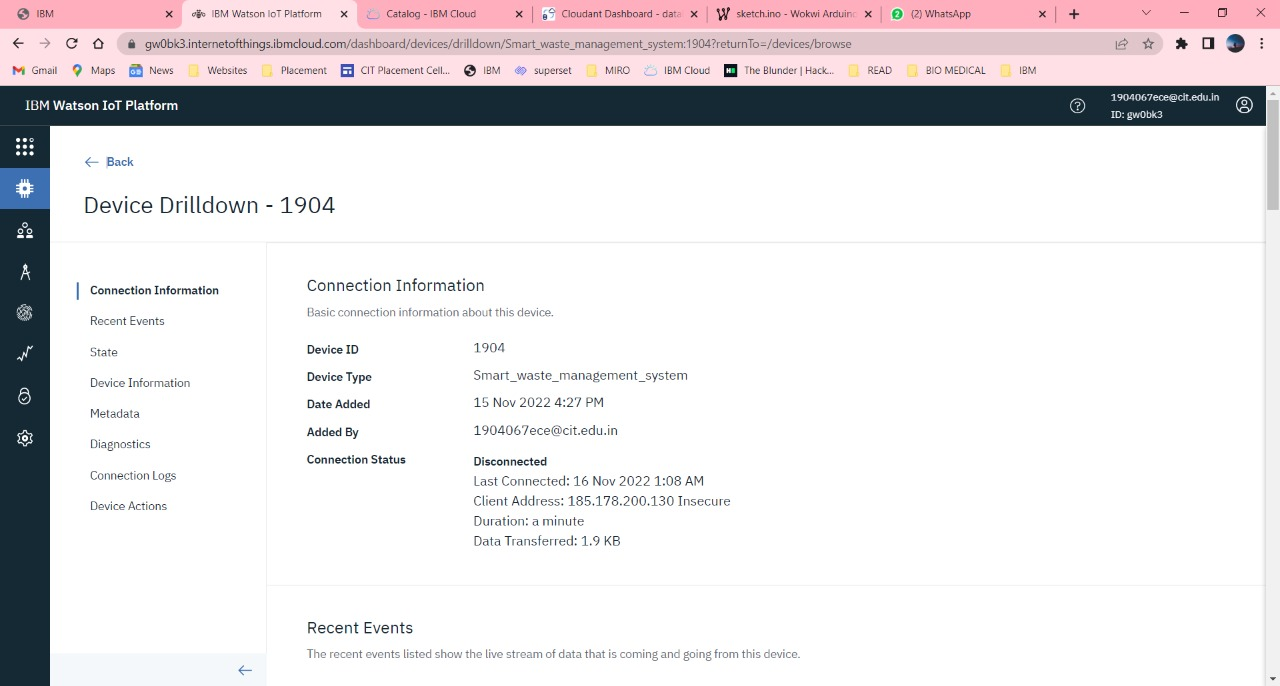 IBM
IBM Watson IoT Platform
Catalog - IBM Cloud
Cloudant Dashboard - data
sketch.ino - Wokwi Arduino
(2) WhatsApp
gw0bk3.internetofthings.ibmcloud.com/dashboard/devices/drilldown/Smart_waste_management_system:1904?returnTo=/devices/browse
Gmail
Maps
News
Websites
Placement
CIT Placement Cell...
IBM
superset
MIRO
IBM Cloud
The Blunder | Hack...
READ
BIO MEDICAL
IBM
IBM Watson IoT Platform
1904067ece@cit.edu.in
ID: gw0bk3
Back
Device Drilldown - 1904
Connection Information
Recent Events
State
Device Information
Metadata
Diagnostics
Connection Logs
Device Actions
Connection Information
Basic connection information about this device.
Device ID 1904
Device Type Smart_waste_management_system
Date Added 15 Nov 2022 4:27 PM
Added By 1904067ece@cit.edu.in
Connection Status Disconnected
Last Connected: 16 Nov 2022 1:08 AM
Client Address: 185.178.200.130 Insecure
Duration: a minute
Data Transferred: 1.9 KB
Recent Events
The recent events listed show the live stream of data that is coming and going from this device.